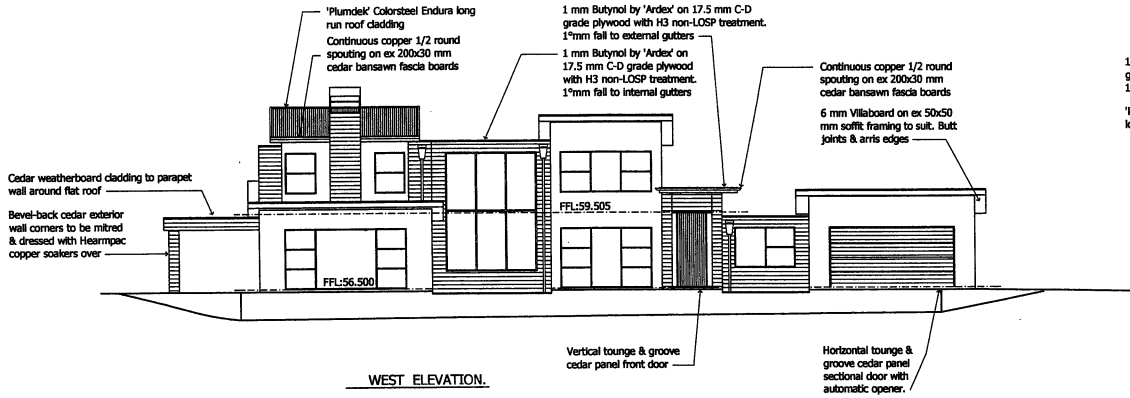 'Plumdek' Colorsteel Endura long
run roof cladding
Continuous copper 1/2 round
spouting on ex 200x30 mm
cedar bansawn fascia boards
1 mm Butynol by 'Ardex' on 17.5 mm C-D
grade plywood with H3 non-LOSP treatment.
1°mm fall to external gutters
1 mm Butynol by 'Ardex' on
17.5 mm C-D grade plywood
with H3 non-LOSP treatment.
1°mm fall to internal gutters
Continuous copper 1/2 round
spouting on ex 200x30 mm
cedar bansawn fascia boards
6 mm Villaboard on ex 50x50
mm soffit framing to suit. Butt
joints & arris edges
Cedar weatherboard cladding to parapet
wall around flat roof
Bevel-back cedar exterior
wall corners to be mitred
& dressed with Hearmpac
copper soakers over
FFL:59.505
FFL:56.500
Vertical tounge & groove
cedar panel front door
Horizontal tounge &
groove cedar panel
sectional door with
automatic opener.
WEST ELEVATION.